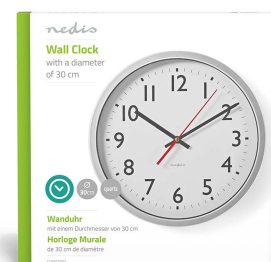 nedis
Wall Clock
with a diameter
of 30 cm
12
11
1
10
2
9
3
8
4
7
5
6
nedis
Ø
30cm
quartz
Wanduhr
mit einem Durchmesser von 30 cm
Horloge Murale
de 30 cm de diamètre